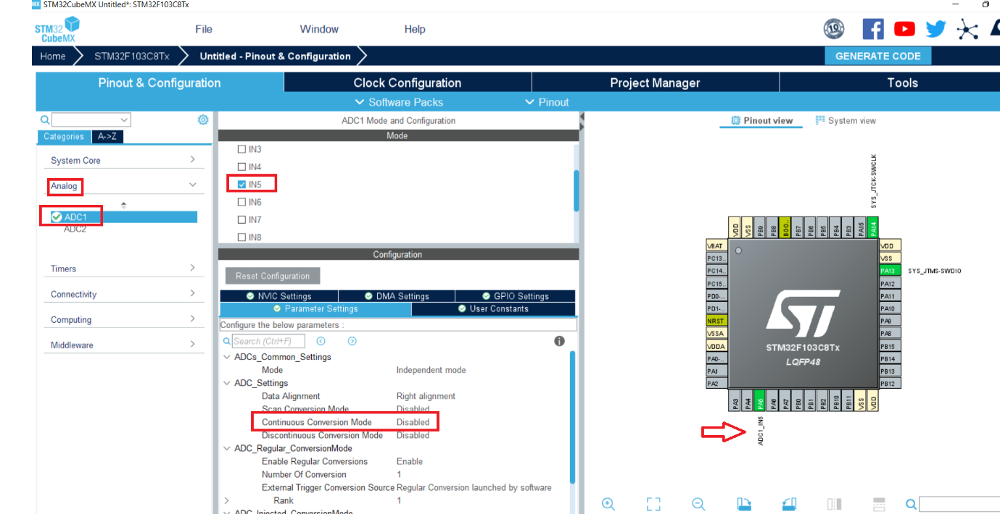 MX STM32CubeMX Untitled*: STM32F103C8Tx
STM32
CubeMX
File Window Help
10
Home STM32F103C8Tx Untitled - Pinout & Configuration GENERATE CODE
Pinout & Configuration Clock Configuration Project Manager Tools
Software Packs Pinout
Categories A->Z
System Core
Analog
ADC1
ADC2
Timers
Connectivity
Computing
Middleware
ADC1 Mode and Configuration
Mode
IN3
IN4
IN5
IN6
IN7
IN8
Configuration
Reset Configuration
NVIC Settings DMA Settings GPIO Settings
Parameter Settings User Constants
Configure the below parameters :
Search (Ctrl+F)
ADCs_Common_Settings
Mode Independent mode
ADC_Settings
Data Alignment Right alignment
Scan Conversion Mode Disabled
Continuous Conversion Mode Disabled
Discontinuous Conversion Mode Disabled
ADC_Regular_ConversionMode
Enable Regular Conversions Enable
Number Of Conversion 1
External Trigger Conversion Source Regular Conversion launched by software
Rank 1
ADC_Injected_ConversionMode
Pinout view System view
SYS_JTCK-SWCLK
VDD VSS PB9 PB8 BOO.. PB7 PB6 PB5 PB4 PB3 PA15 PA14
VBAT
PC13..
PC14..
PC15..
PD0-..
PD1-..
NRST
VSSA
VDDA
PA0-..
PA1
PA2
STM32F103C8Tx
LQFP48
VDD
VSS
PA13 SYS_JTMS-SWDIO
PA12
PA11
PA10
PA9
PA8
PB15
PB14
PB13
PB12
PA3 PA4 PA5 PA6 PA7 PB0 PB1 PB2 PB10 PB11 VSS VDD
ADC1_IN5